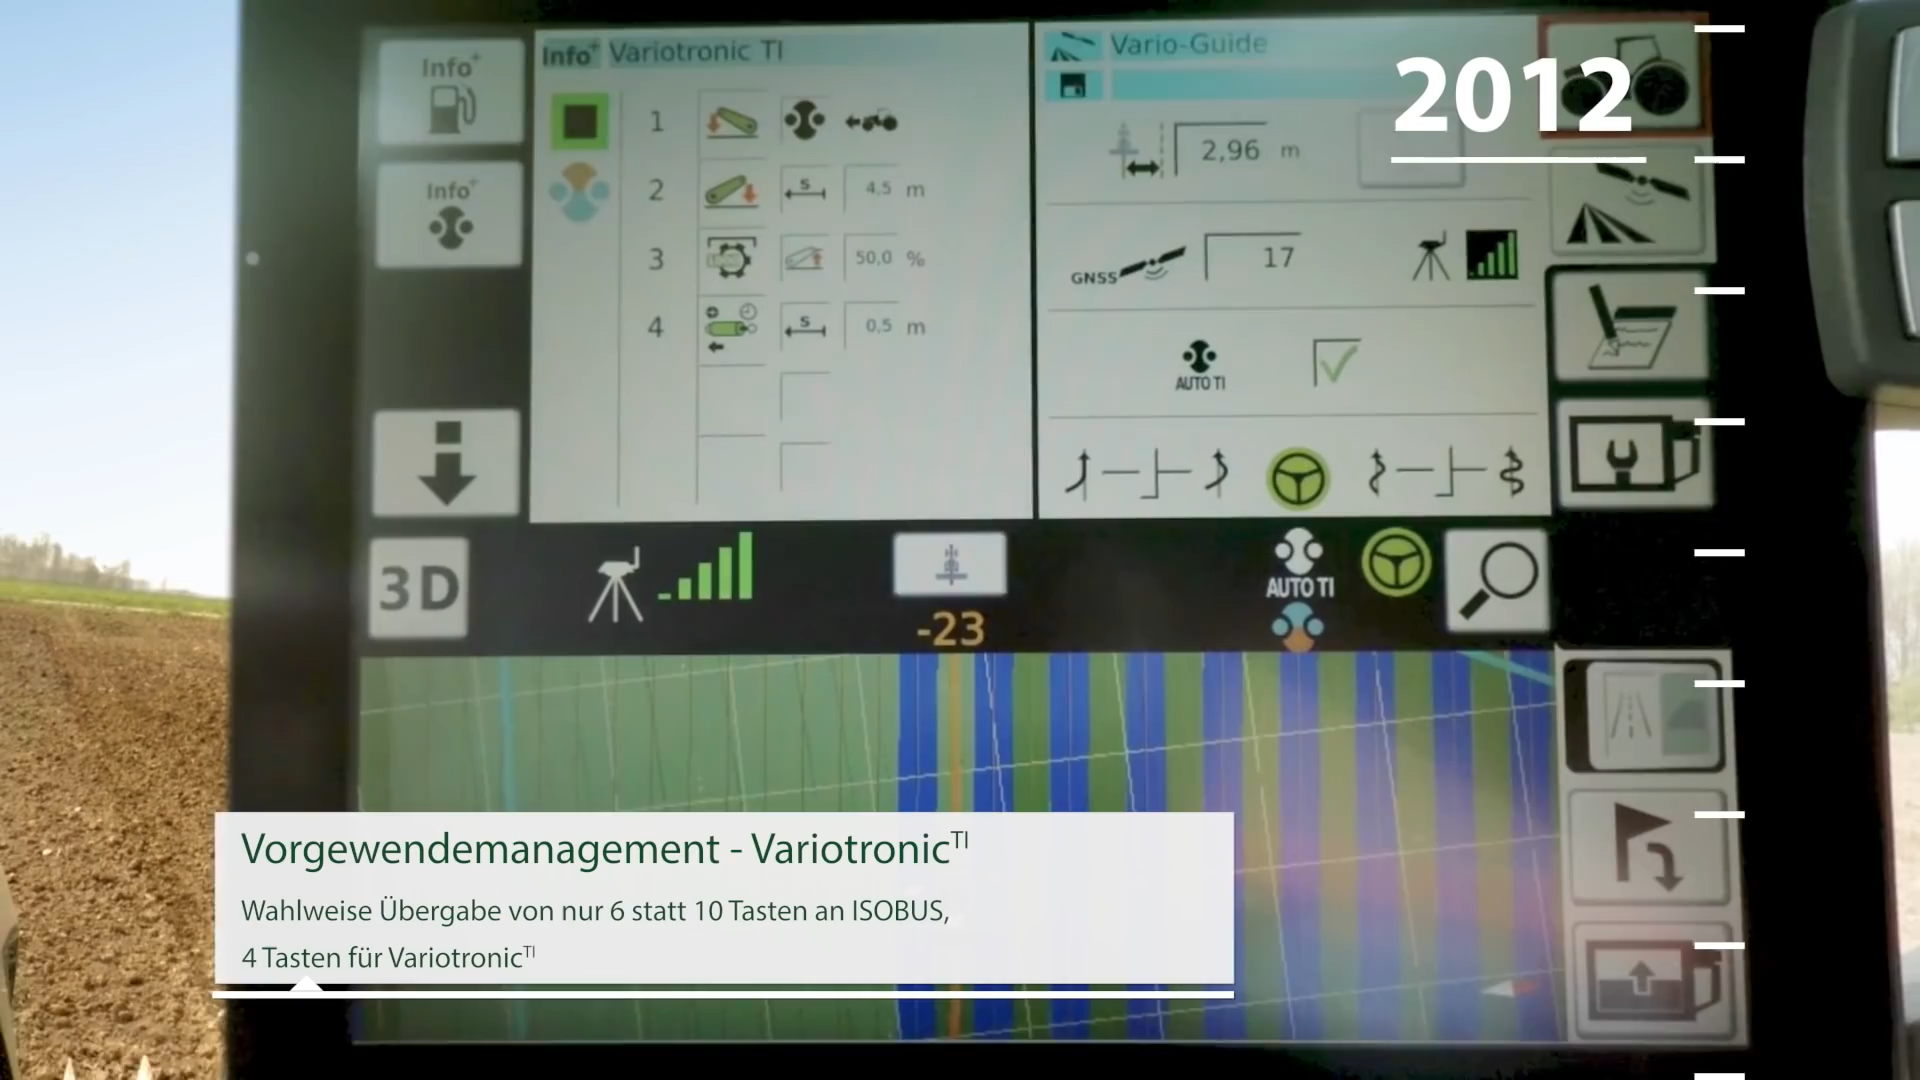 2012
Info+
Info+
Info+ Variotronic TI
1
2
4,5 m
3
50,0 %
4
0,5 m
Vario-Guide
2,96 m
GNSS
17
AUTO TI
3D
-23
AUTO TI
Vorgewendemanagement - VariotronicTI
Wahlweise Übergabe von nur 6 statt 10 Tasten an ISOBUS,
4 Tasten für VariotronicTI